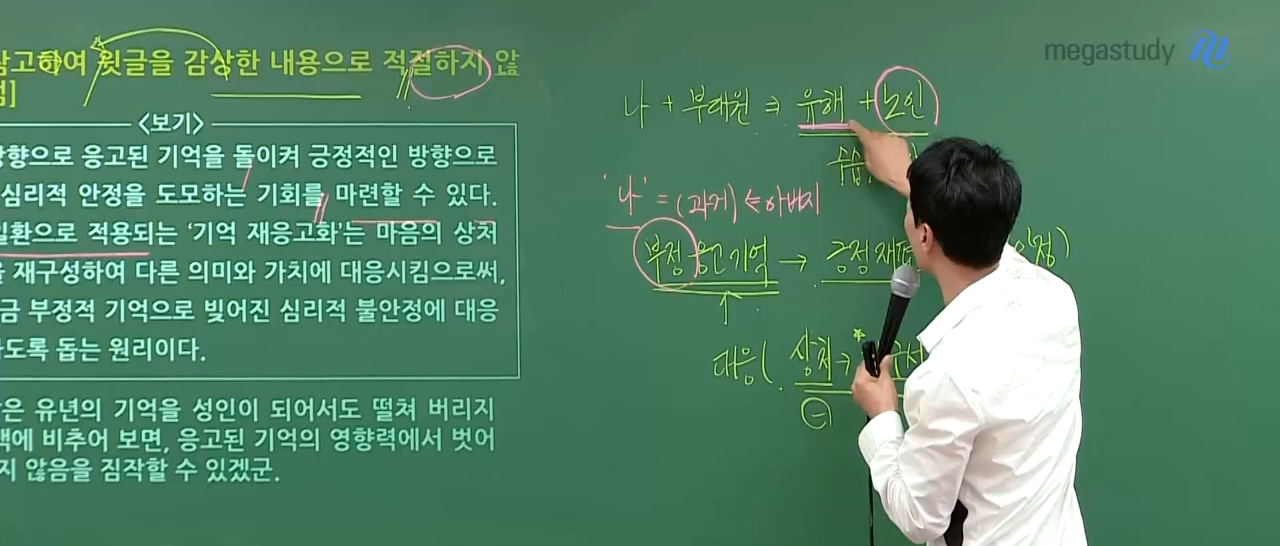 참고하여 윗글을 감상한 내용으로 적절하지 않
점]
<보기>
방향으로 응고된 기억을 돌이켜 긍정적인 방향으로
심리적 안정을 도모하는 기회를 마련할 수 있다.
일환으로 적용되는 '기억 재응고화'는 마음의 상처
재구성하여 다른 의미와 가치에 대응시킴으로써,
금 부정적 기억으로 빚어진 심리적 불안정에 대응
하도록 돕는 원리이다.
은 유년의 기억을 성인이 되어서도 떨쳐 버리지
맥에 비추어 보면, 응고된 기억의 영향력에서 벗어
지 않음을 짐작할 수 있겠군.
megastudy
나 + 부대원 ⇒ 유해 + 노인
수습
'나' = (과거) ⇐ 아버지
부정 응고 기억 → 긍정 재
대응( 상처 →